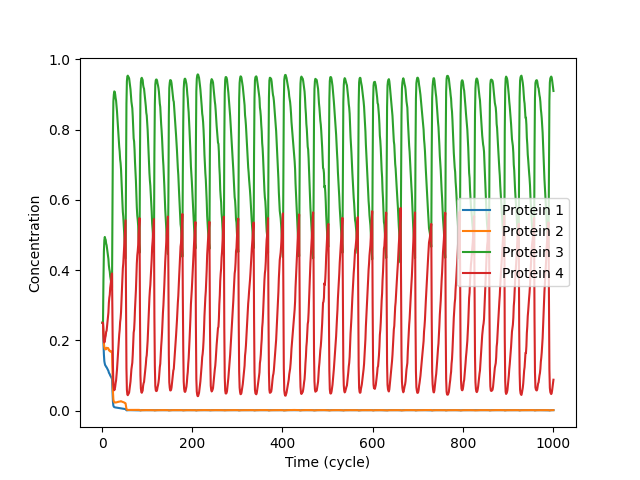 1.0
0.8
0.6
0.4
0.2
0.0
Concentration
Protein 1
Protein 2
Protein 3
Protein 4
0 200 400 600 800 1000
Time (cycle)